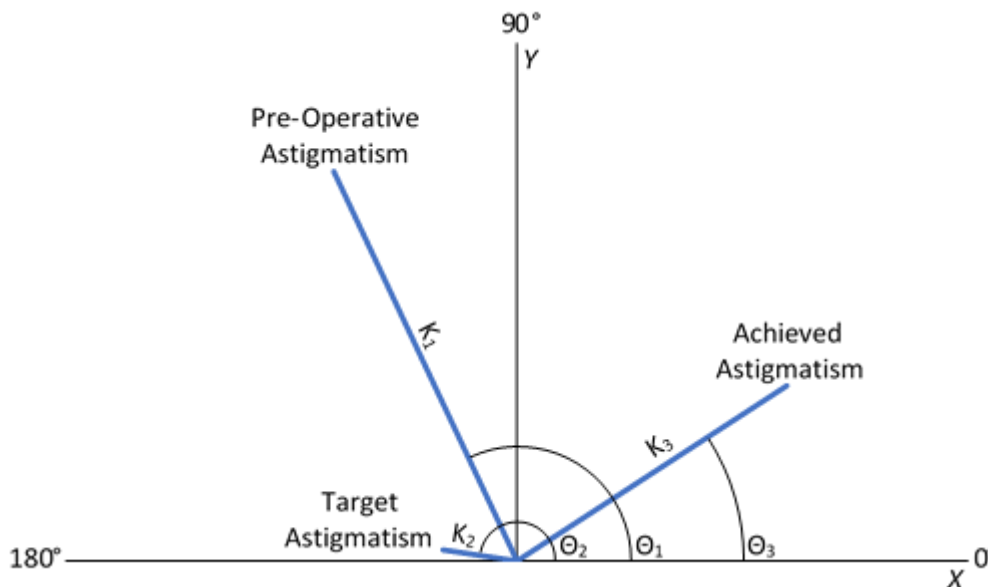 90°
Y
Pre-Operative
Astigmatism
K₁
Achieved
Astigmatism
K₃
Target
Astigmatism
K₂
Θ₂
Θ₁
Θ₃
180°
0
X